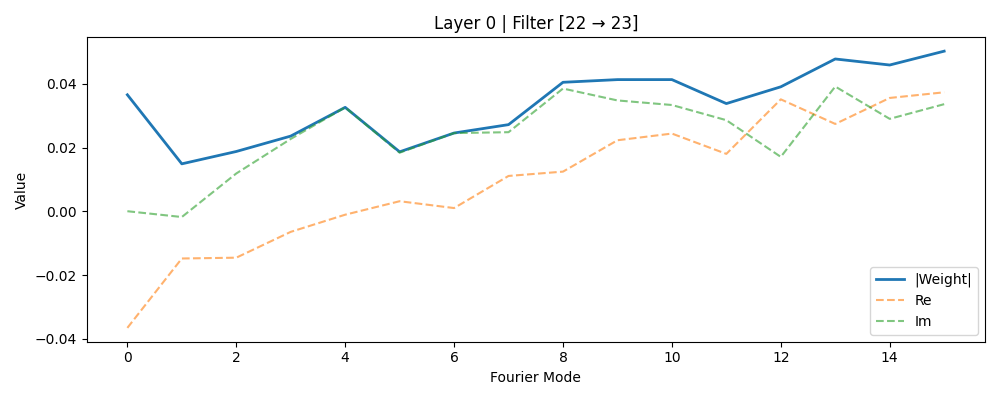 Layer 0 | Filter [22 → 23]
Value
0.04
0.02
0.00
−0.02
−0.04
|Weight|
Re
Im
0 2 4 6 8 10 12 14
Fourier Mode